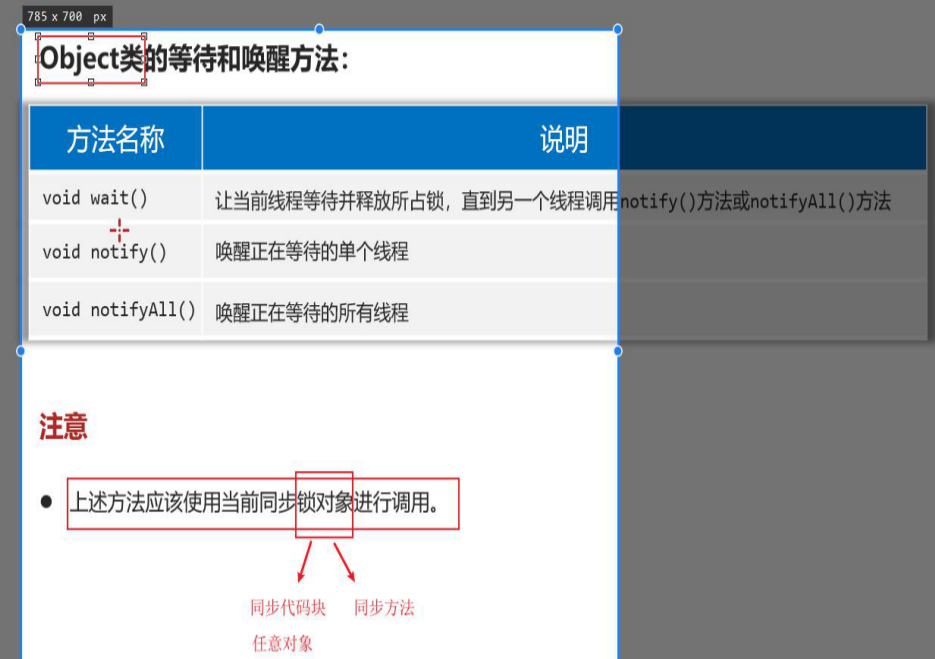 785 x 700 px
Object类的等待和唤醒方法：
方法名称 说明
void wait() 让当前线程等待并释放所占锁，直到另一个线程调用notify()方法或notifyAll()方法
void notify() 唤醒正在等待的单个线程
void notifyAll() 唤醒正在等待的所有线程
注意
● 上述方法应该使用当前同步锁对象进行调用。
同步代码块 同步方法
任意对象